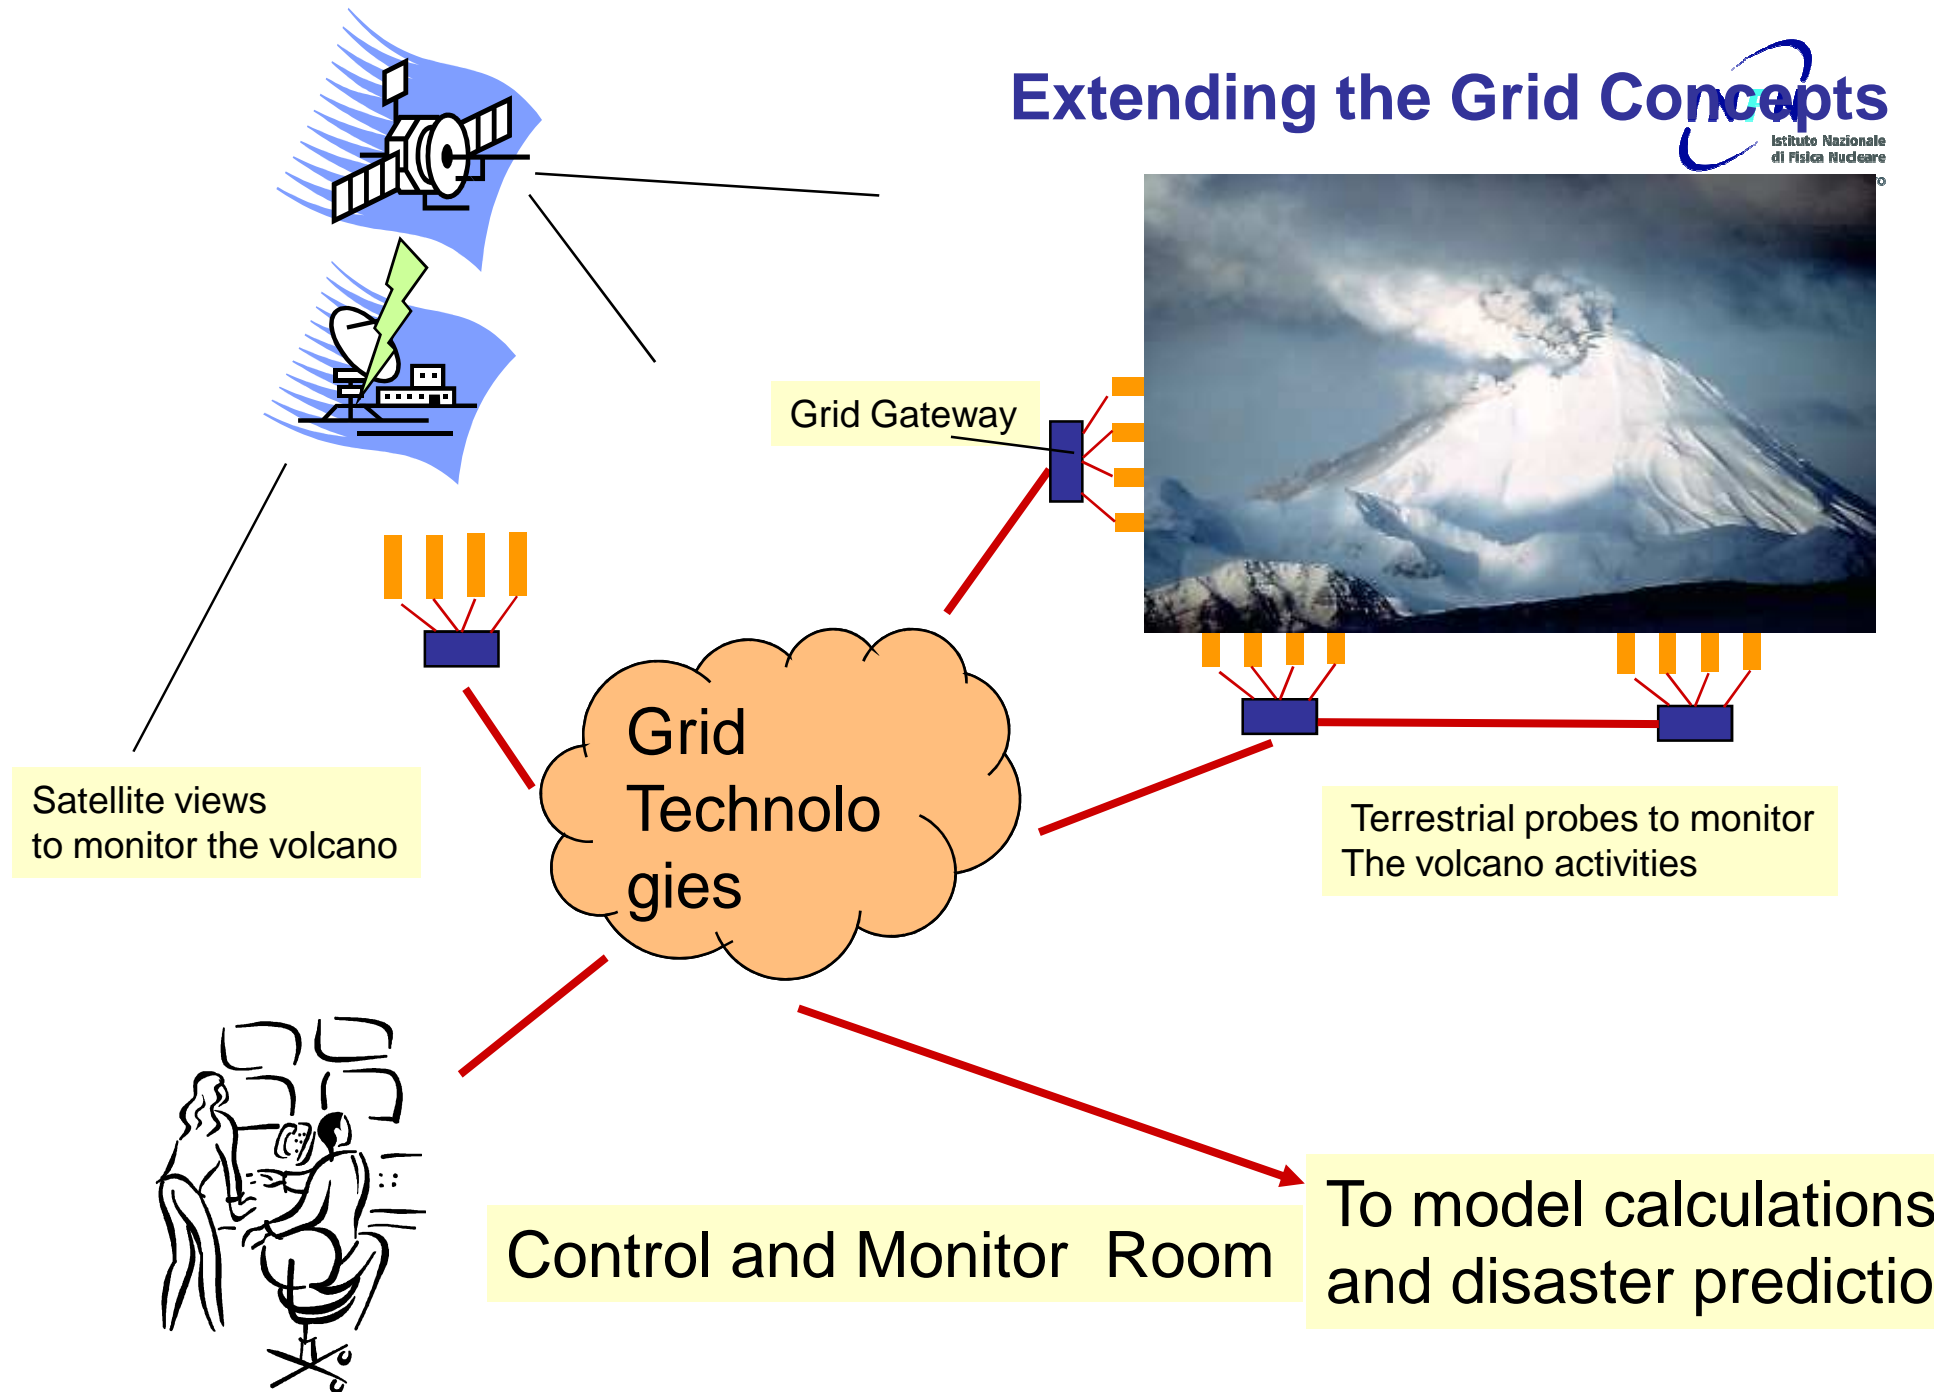 Extending the Grid Concepts
Istituto Nazionale
di Fisica Nucleare
Grid Gateway
Grid
Technolo
gies
Satellite views
to monitor the volcano
Terrestrial probes to monitor
The volcano activities
Control and Monitor Room
To model calculations
and disaster predictio